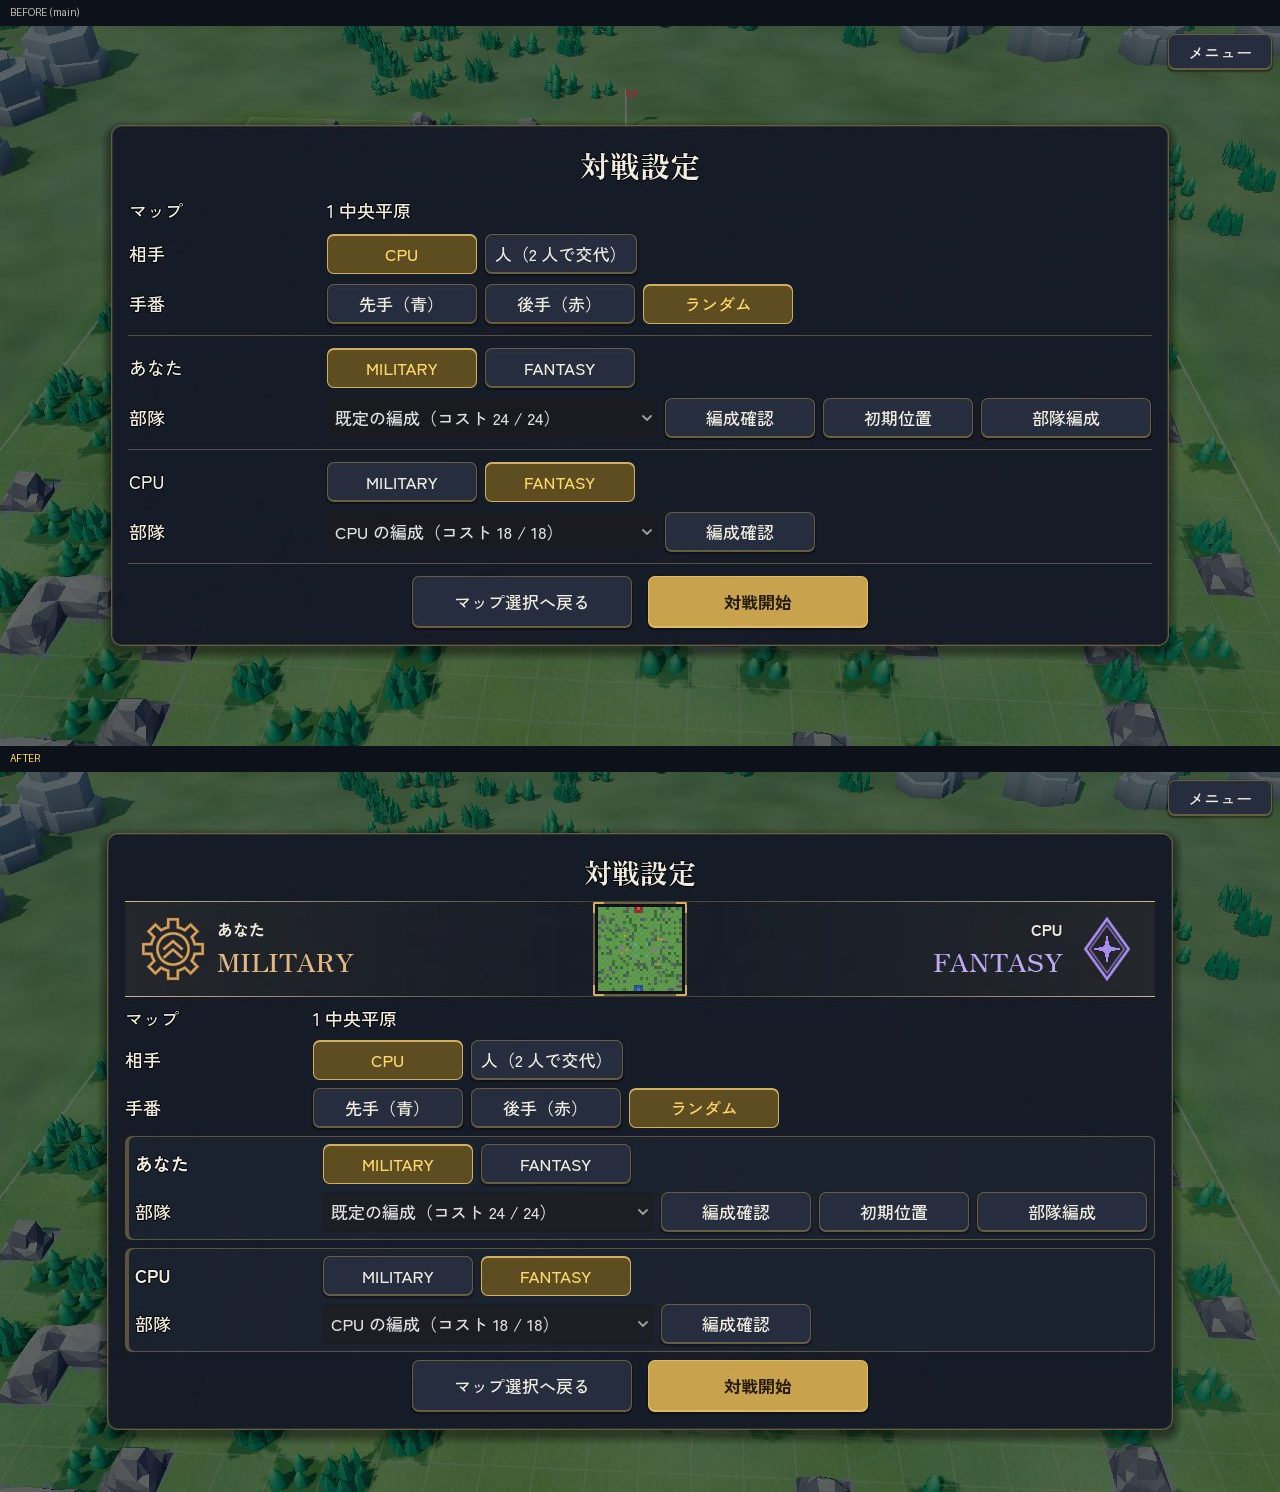 BEFORE (main)
メニュー
対戦設定
マップ 1 中央平原
相手 CPU 人（2 人で交代）
手番 先手（青） 後手（赤） ランダム
あなた MILITARY FANTASY
部隊 既定の編成（コスト 24 / 24） 編成確認 初期位置 部隊編成
CPU MILITARY FANTASY
部隊 CPU の編成（コスト 18 / 18） 編成確認
マップ選択へ戻る 対戦開始
AFTER
メニュー
対戦設定
あなた CPU
MILITARY FANTASY
マップ 1 中央平原
相手 CPU 人（2 人で交代）
手番 先手（青） 後手（赤） ランダム
あなた MILITARY FANTASY
部隊 既定の編成（コスト 24 / 24） 編成確認 初期位置 部隊編成
CPU MILITARY FANTASY
部隊 CPU の編成（コスト 18 / 18） 編成確認
マップ選択へ戻る 対戦開始